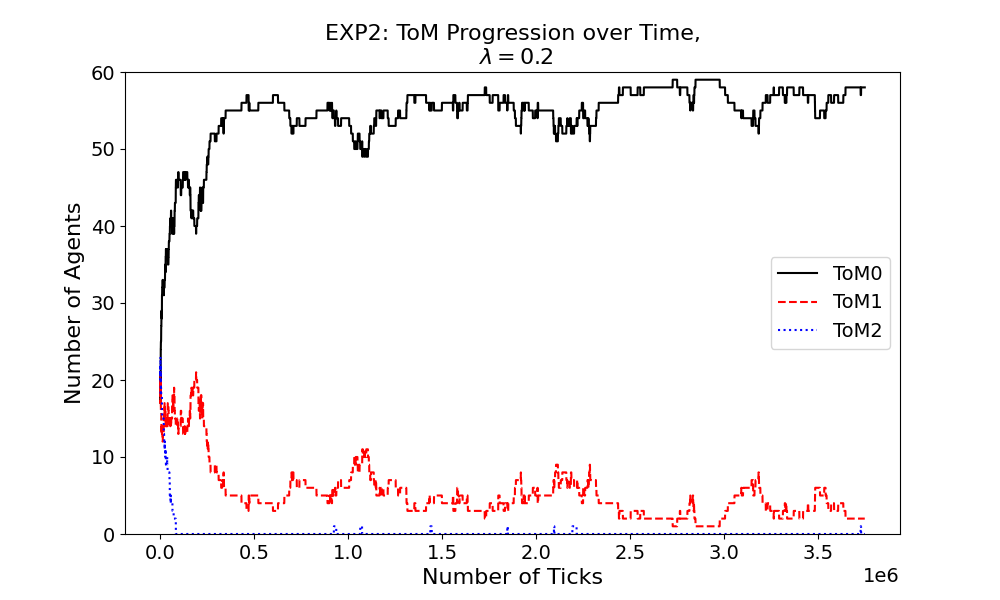 EXP2: ToM Progression over Time,
λ = 0.2
Number of Agents
60
50
40
30
20
10
0
ToM0
ToM1
ToM2
0.0 0.5 1.0 1.5 2.0 2.5 3.0 3.5
1e6
Number of Ticks